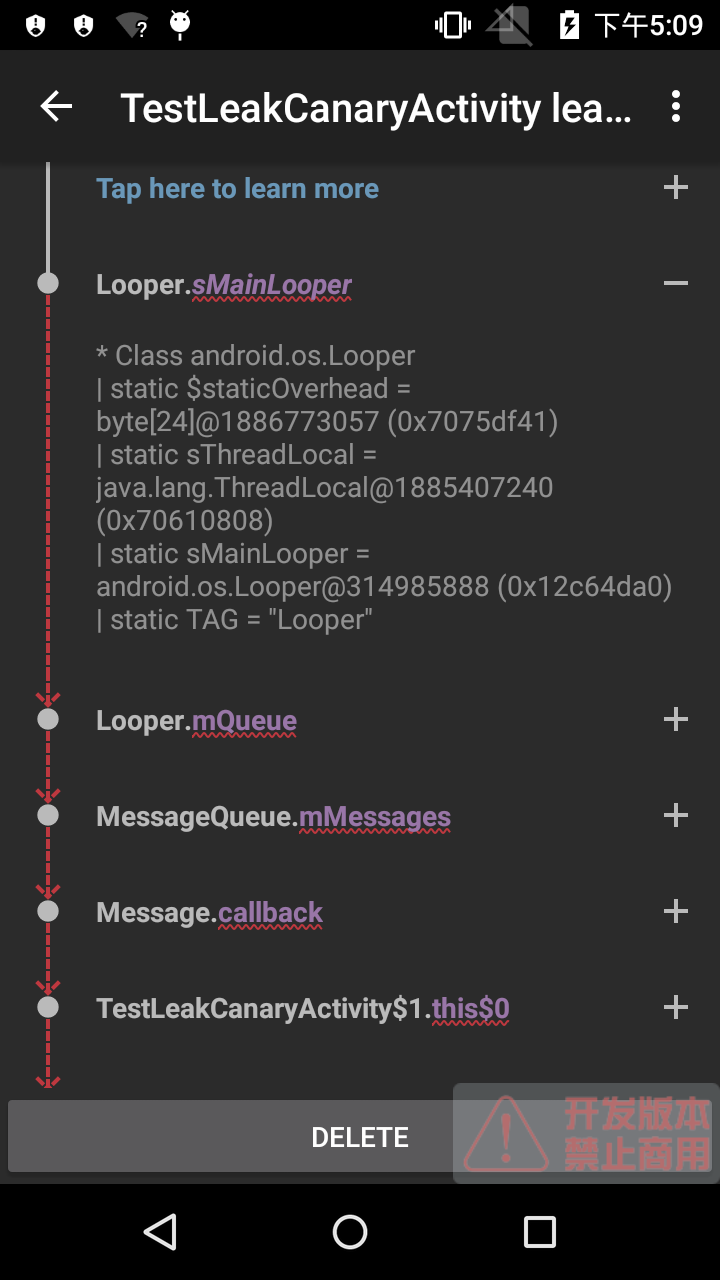 下午5:09
TestLeakCanaryActivity lea...
Tap here to learn more
Looper.sMainLooper
* Class android.os.Looper
| static $staticOverhead =
byte[24]@1886773057 (0x7075df41)
| static sThreadLocal =
java.lang.ThreadLocal@1885407240
(0x70610808)
| static sMainLooper =
android.os.Looper@314985888 (0x12c64da0)
| static TAG = "Looper"
Looper.mQueue
MessageQueue.mMessages
Message.callback
TestLeakCanaryActivity$1.this$0
DELETE
开发版本
禁止商用